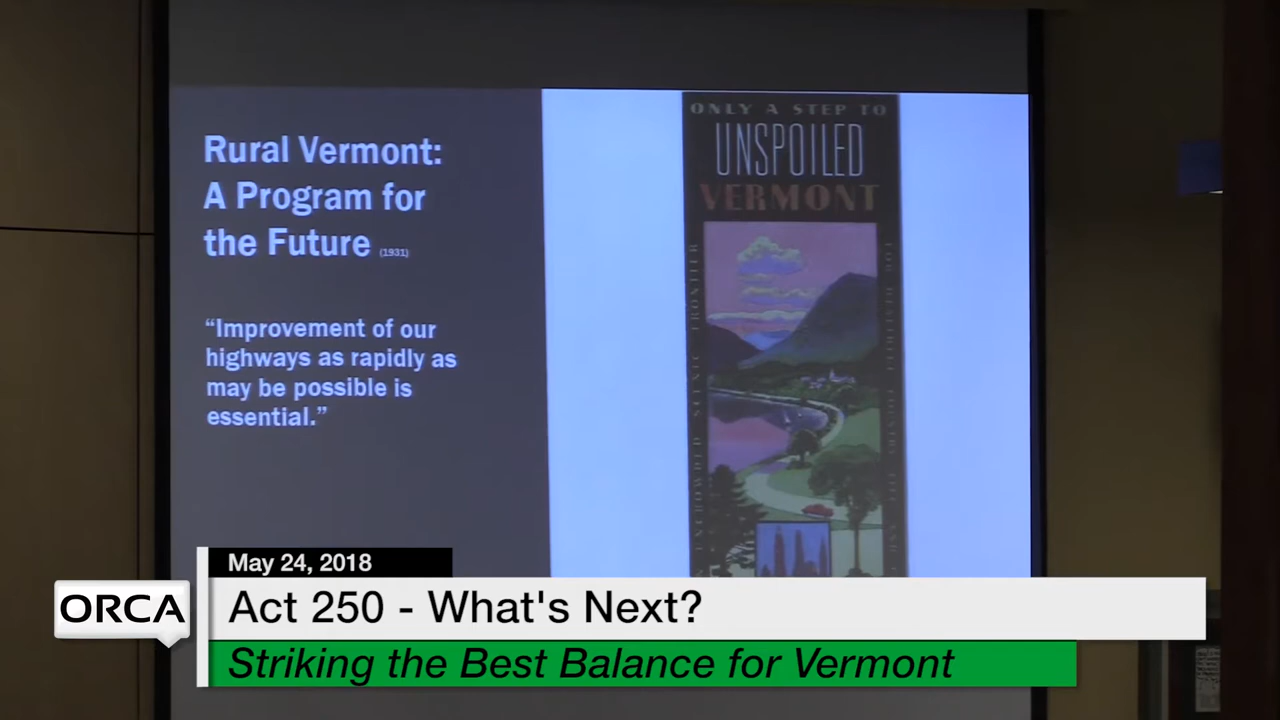 Rural Vermont:
A Program for
the Future (1931)
“Improvement of our
highways as rapidly as
may be possible is
essential.”
ONLY A STEP TO
UNSPOILED
VERMONT
SCENIC FRONTIER
May 24, 2018
ORCA
Act 250 - What's Next?
Striking the Best Balance for Vermont